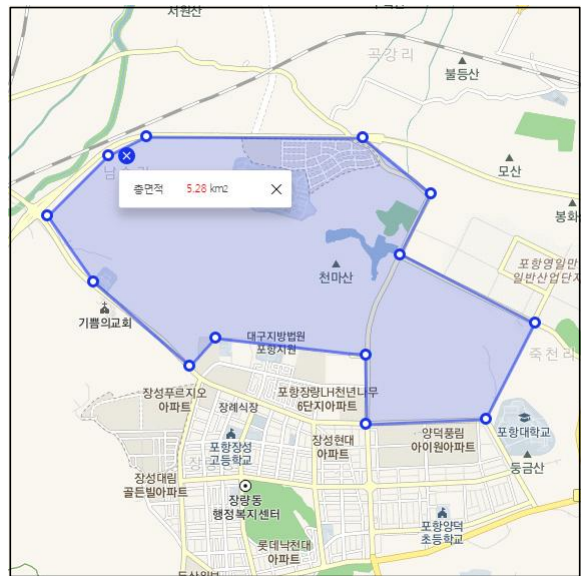 서원산
곡강리
불등산
모산
봉화
총면적 5.28 km2
천마산
포항영일만
일반산업단지
죽천리
기쁨의교회
대구지방법원
포항지원
장성푸르지오
아파트
포항장량LH천년나무
6단지아파트
장례식장
포항장성
고등학교
장성현대
아파트
양덕풍림
아이원아파트
포항대학교
둥금산
장성대림
골든빌아파트
장량동
행정복지센터
포항양덕
초등학교
롯데낙천대
아파트